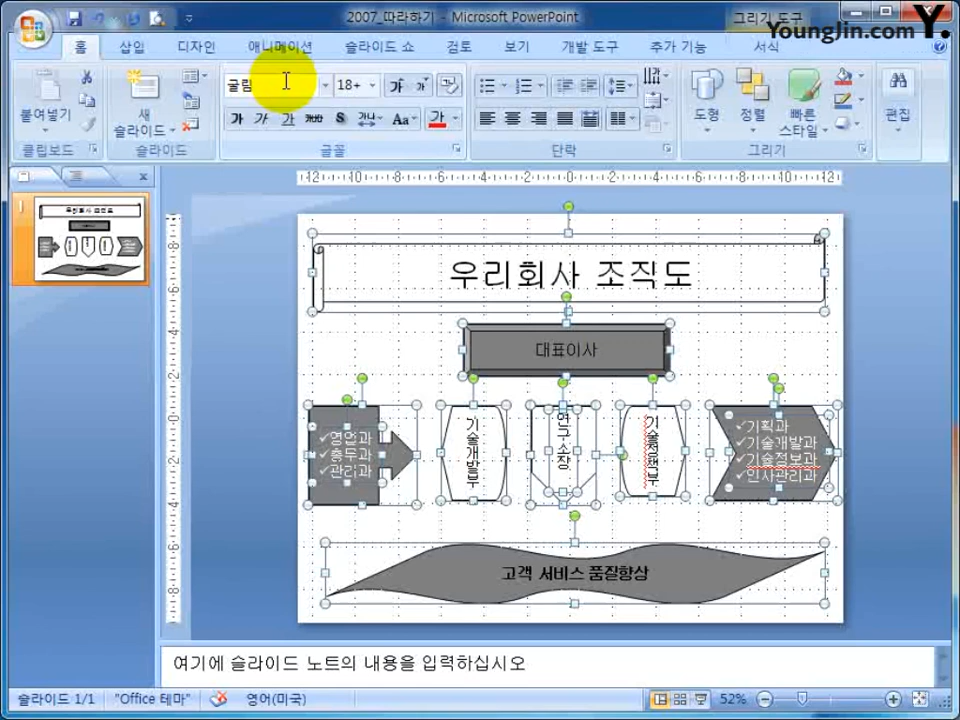 2007_따라하기 - Microsoft PowerPoint
그리기 도구
YoungJin.com Y.
홈 삽입 디자인 애니메이션 슬라이드 쇼 검토 보기 개발 도구 추가 기능 서식
붙여넣기
새 슬라이드
굴림
18+
가 가 가 가나
Aa
가
도형 정렬 빠른 스타일
편집
클립보드 슬라이드 글꼴 단락 그리기
1
우리회사 조직도
대표이사
✓영업과
✓총무과
✓관리과
기술개발부
연구소장
기술정책부
✓기획과
✓기술개발과
✓기술정보과
✓인사관리과
고객 서비스 품질향상
여기에 슬라이드 노트의 내용을 입력하십시오
슬라이드 1/1 "Office 테마" 영어(미국) 52%